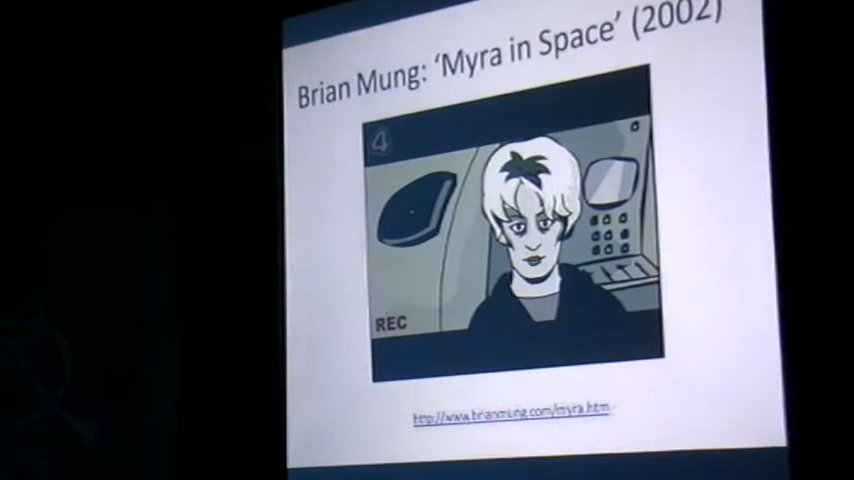 Brian Mung: ‘Myra in Space’ (2002)
4
REC
http://www.brianmung.com/myra.htm